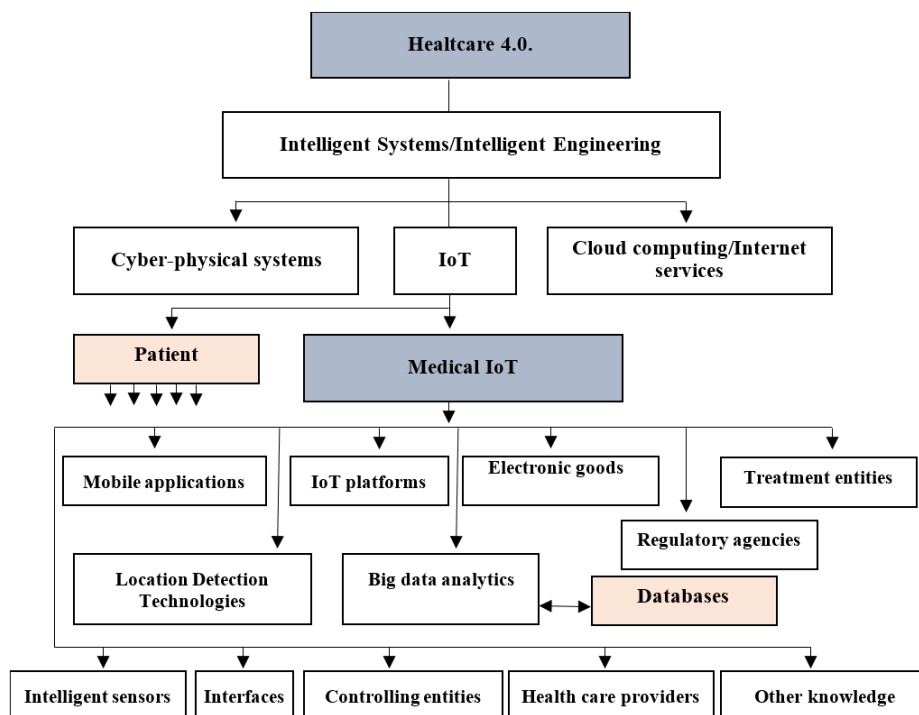 Healtcare 4.0.
Intelligent Systems/Intelligent Engineering
Cyber-physical systems
IoT
Cloud computing/Internet
services
Patient
Medical IoT
Mobile applications
IoT platforms
Electronic goods
Treatment entities
Regulatory agencies
Location Detection
Technologies
Big data analytics
Databases
Intelligent sensors
Interfaces
Controlling entities
Health care providers
Other knowledge